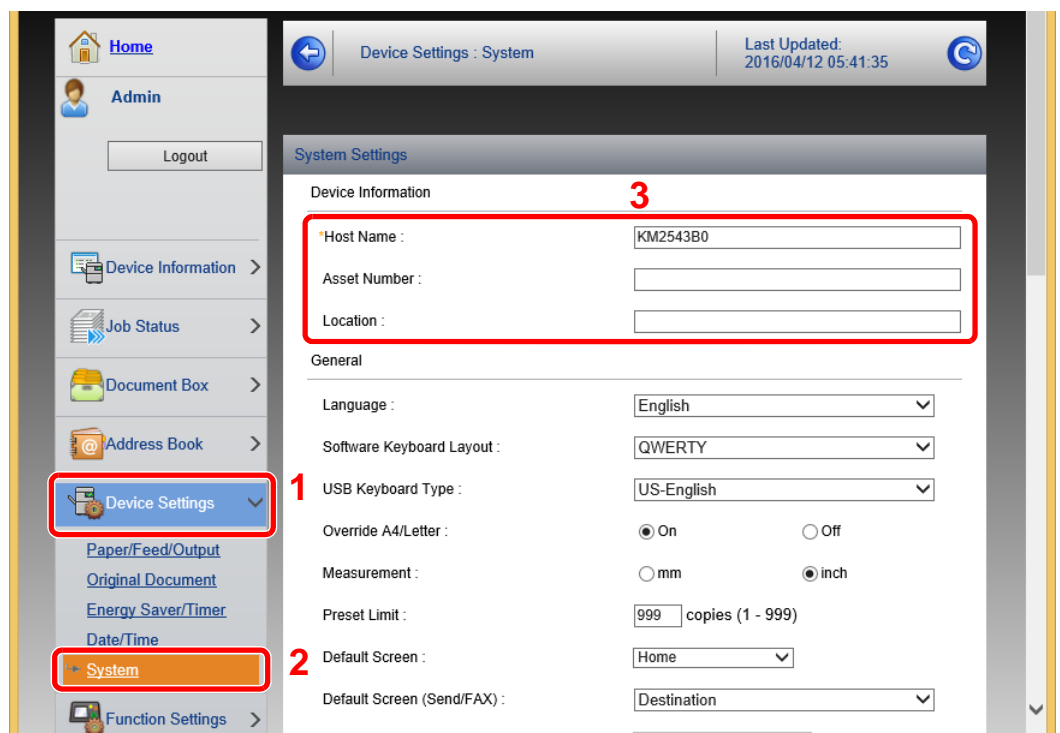 Home
Admin
Logout
Device Information
Job Status
Document Box
Address Book
Device Settings
1
Paper/Feed/Output
Original Document
Energy Saver/Timer
Date/Time
System
2
Function Settings
Device Settings : System
Last Updated:
2016/04/12 05:41:35
System Settings
Device Information
3
*Host Name : KM2543B0
Asset Number :
Location :
General
Language : English
Software Keyboard Layout : QWERTY
USB Keyboard Type : US-English
Override A4/Letter : On Off
Measurement : mm inch
Preset Limit : 999 copies (1 - 999)
Default Screen : Home
Default Screen (Send/FAX) : Destination